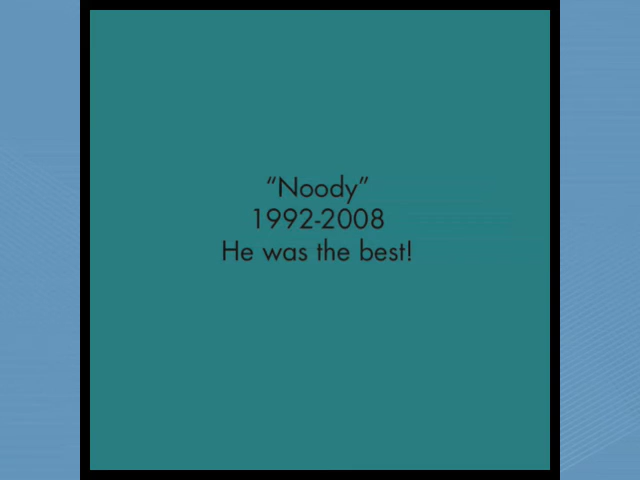 “Noody”
1992-2008
He was the best!